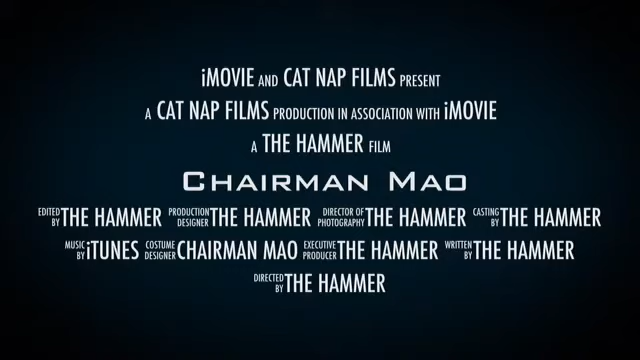 iMOVIE AND CAT NAP FILMS PRESENT
A CAT NAP FILMS PRODUCTION IN ASSOCIATION WITH iMOVIE
A THE HAMMER FILM
CHAIRMAN MAO
EDITED BY THE HAMMER PRODUCTION DESIGNER THE HAMMER DIRECTOR OF PHOTOGRAPHY THE HAMMER CASTING BY THE HAMMER
MUSIC BY iTUNES COSTUME DESIGNER CHAIRMAN MAO EXECUTIVE PRODUCER THE HAMMER WRITTEN BY THE HAMMER
DIRECTED BY THE HAMMER